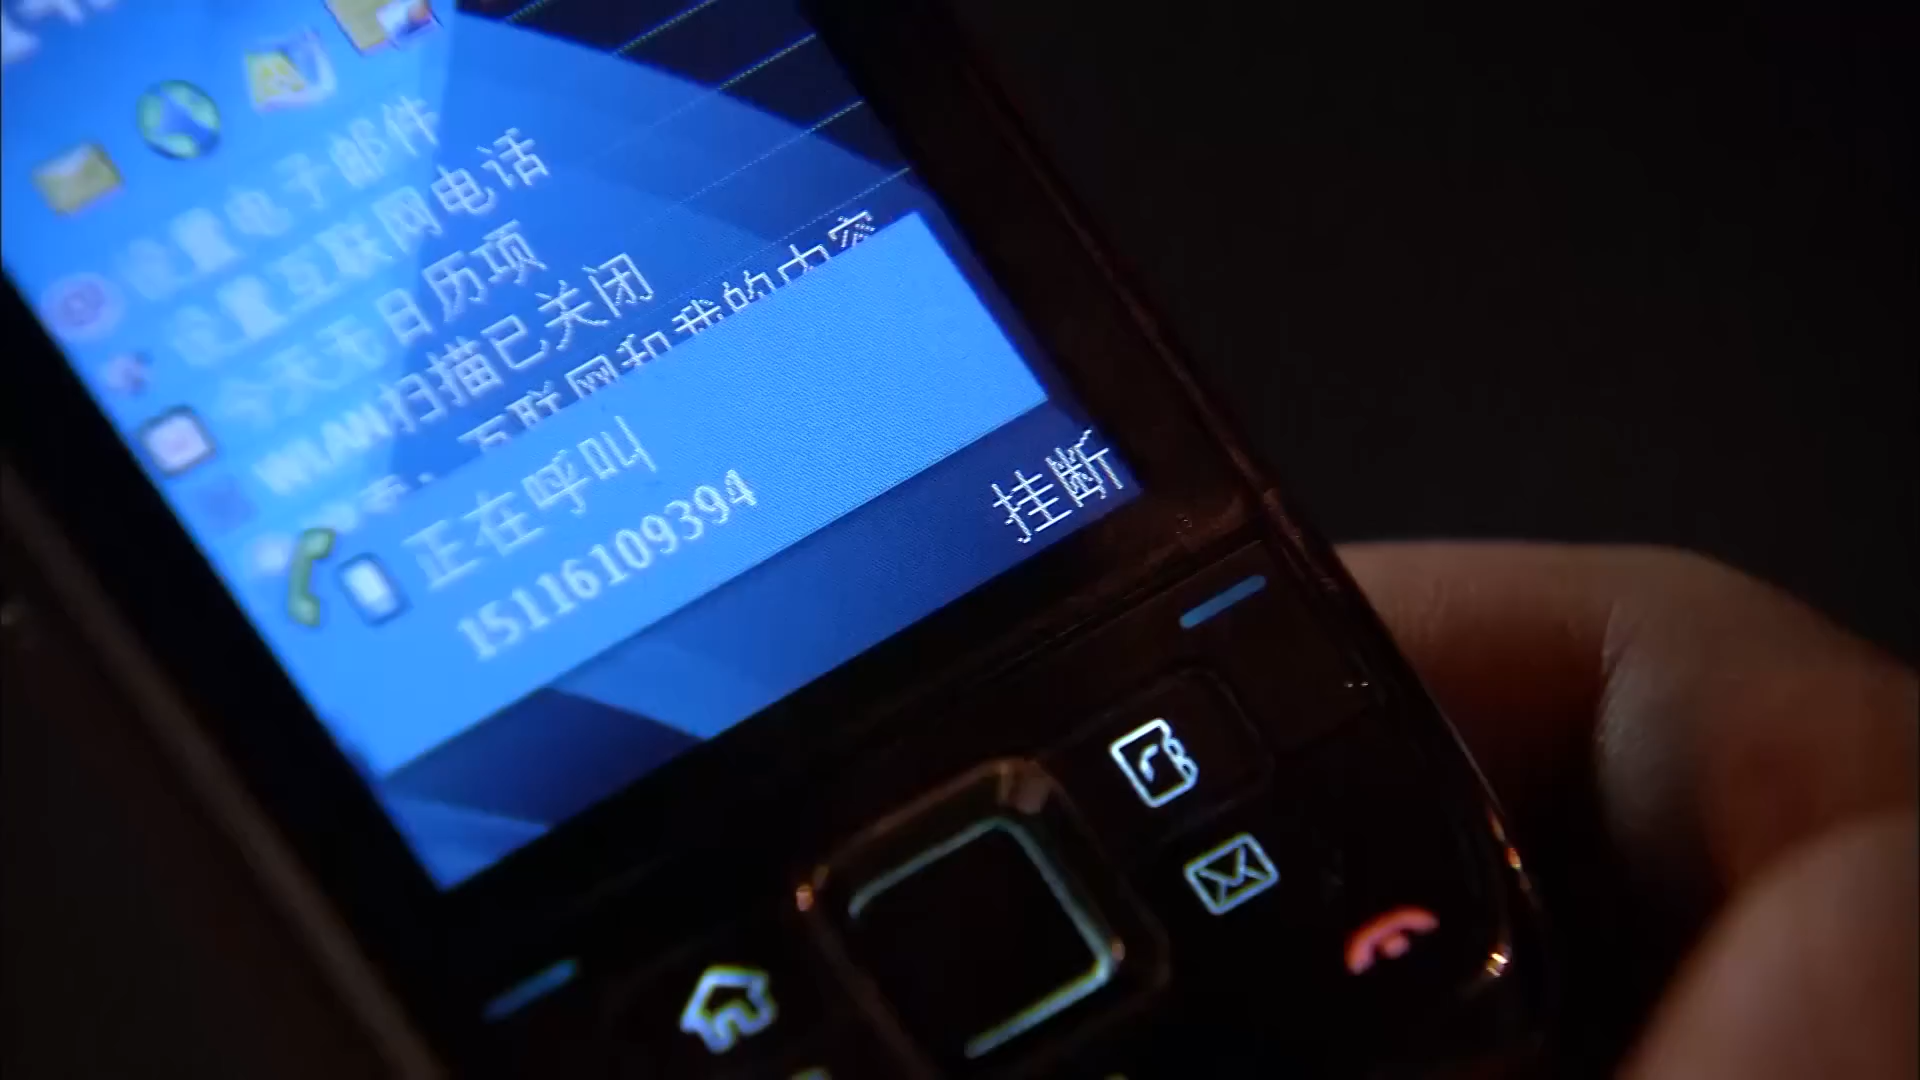 设置电子邮件
设置互联网电话
今天无日历项
WLAN扫描已关闭
互联网和我的内容
正在呼叫
15116109394
挂断